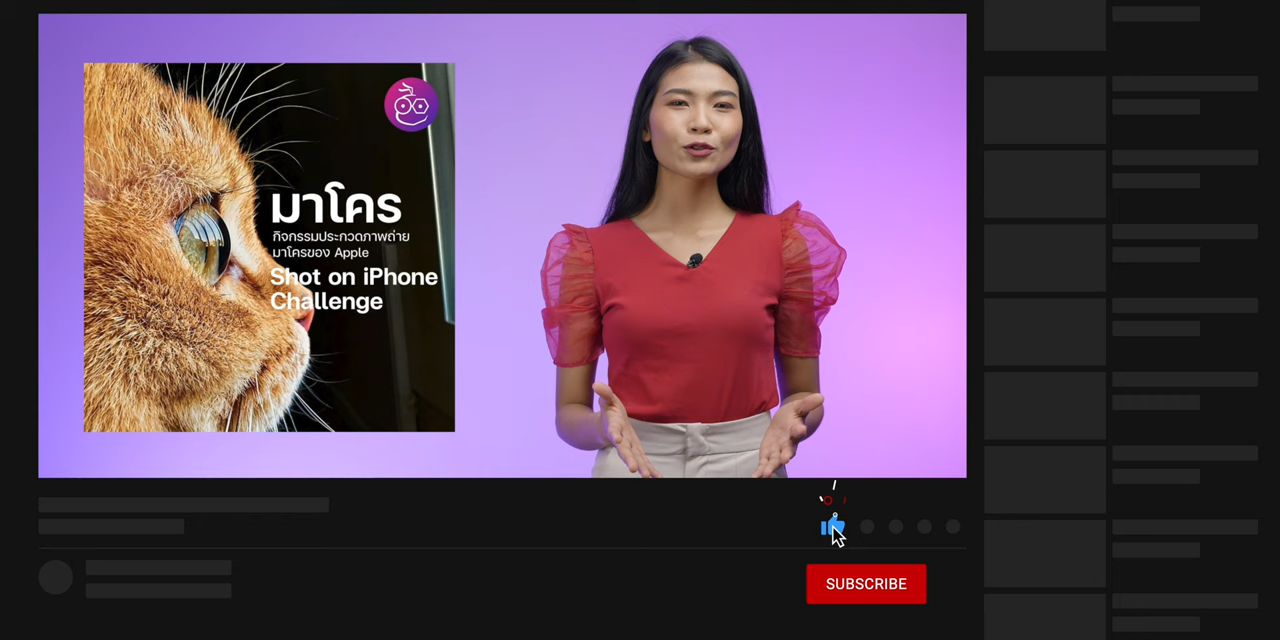 มาโคร
กิจกรรมประกวดภาพถ่าย
มาโครของ Apple
Shot on iPhone
Challenge
SUBSCRIBE